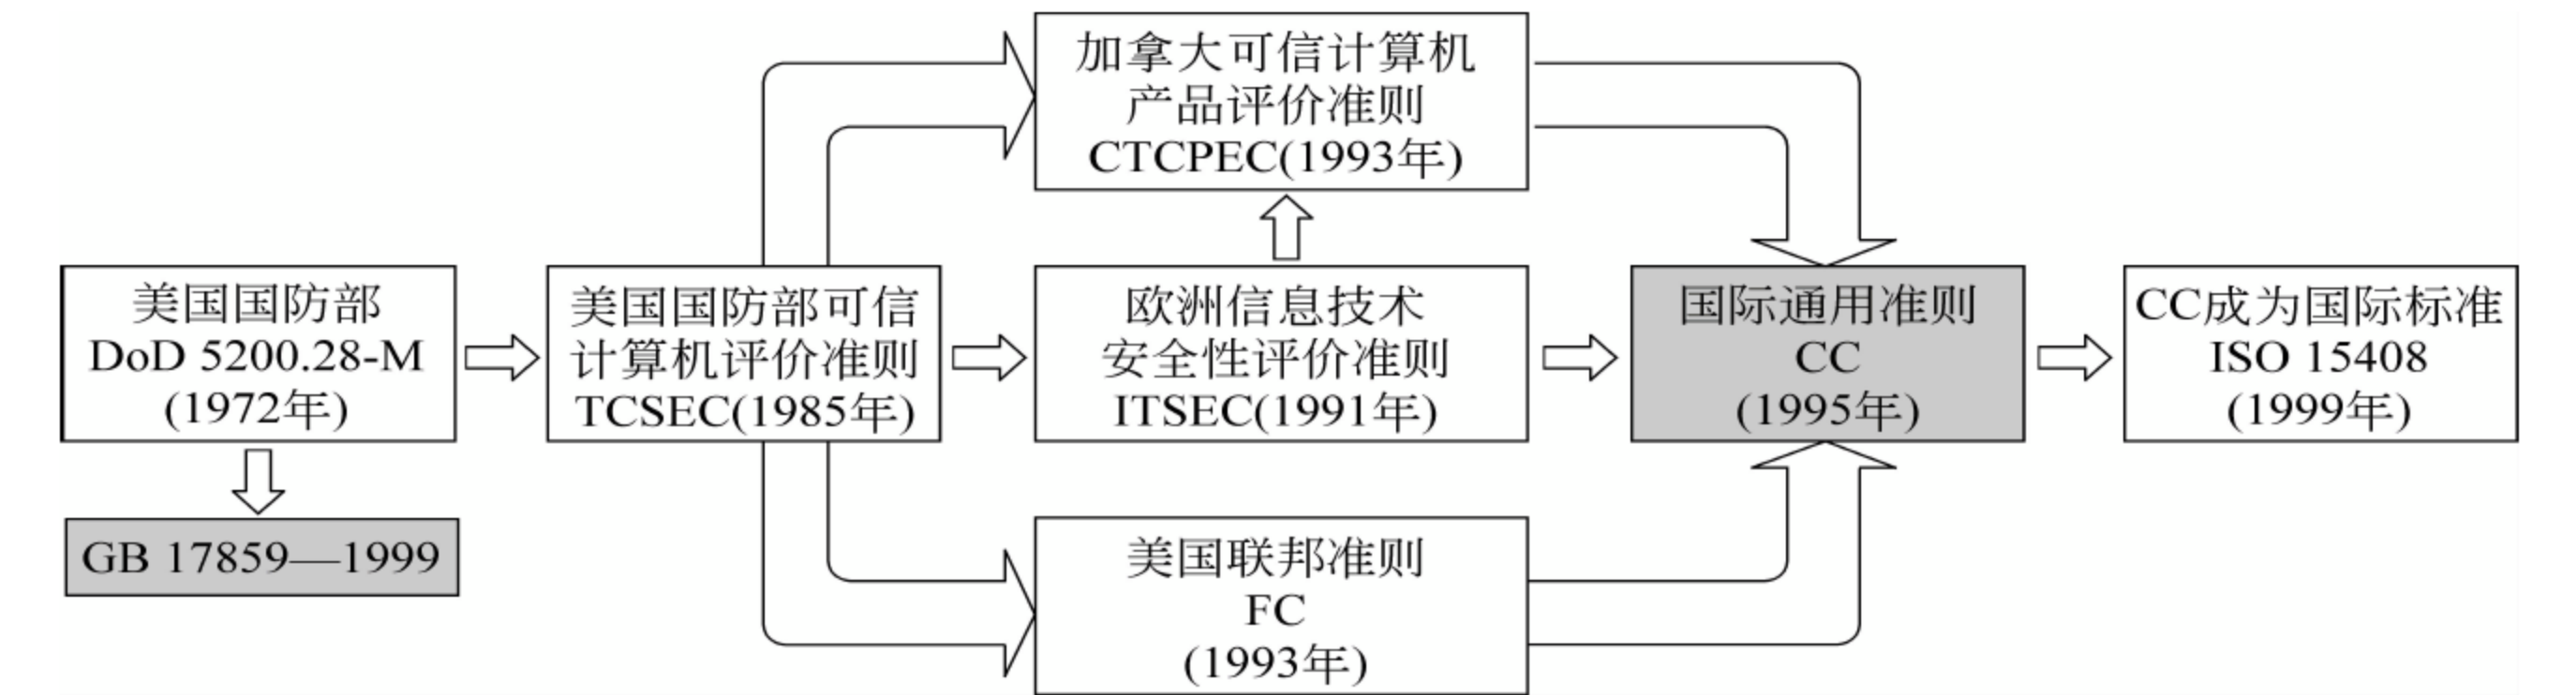 加拿大可信计算机
产品评价准则
CTCPEC(1993年)
美国国防部
DoD 5200.28-M
(1972年)
美国国防部可信
计算机评价准则
TCSEC(1985年)
欧洲信息技术
安全性评价准则
ITSEC(1991年)
国际通用准则
CC
(1995年)
CC成为国际标准
ISO 15408
(1999年)
GB 17859—1999
美国联邦准则
FC
(1993年)